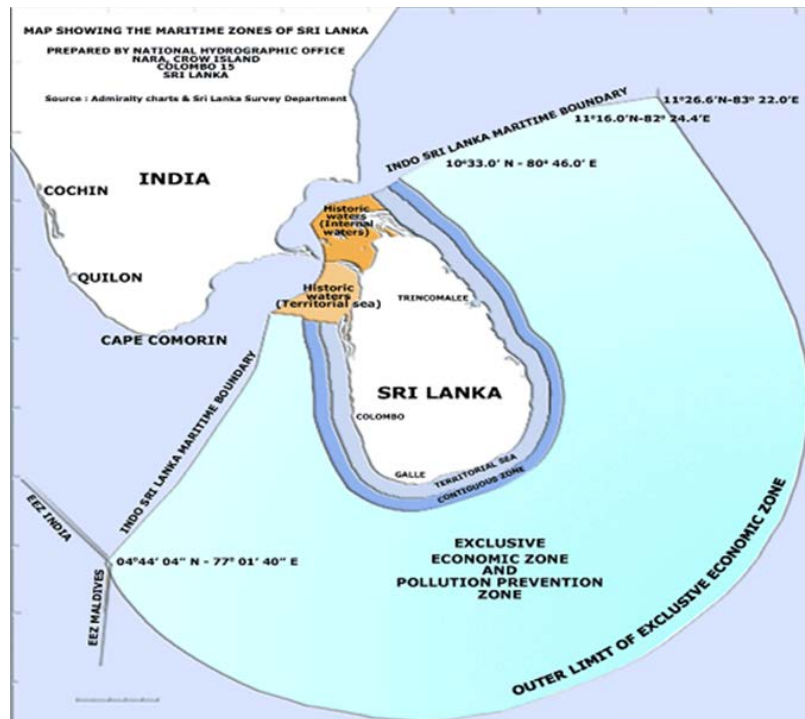 MAP SHOWING THE MARITIME ZONES OF SRI LANKA
PREPARED BY NATIONAL HYDROGRAPHIC OFFICE
NARA, CROW ISLAND
COLOMBO 15
SRI LANKA
Source : Admiralty charts & Sri Lanka Survey Department
INDO SRI LANKA MARITIME BOUNDARY
11°26.6'N-83° 22.0'E
11°16.0'N-82° 24.4'E
10°33.0' N - 80° 46.0' E
INDIA
COCHIN
Historic
waters
(Internal
waters)
QUILON
Historic
waters
(Territorial sea)
TRINCOMALEE
CAPE COMORIN
SRI LANKA
COLOMBO
INDO SRI LANKA MARITIME BOUNDARY
GALLE
TERRITORIAL SEA
CONTIGUOUS ZONE
EEZ INDIA
04°44' 04" N - 77° 01' 40" E
EEZ MALDIVES
EXCLUSIVE
ECONOMIC ZONE
AND
POLLUTION PREVENTION
ZONE
OUTER LIMIT OF EXCLUSIVE ECONOMIC ZONE